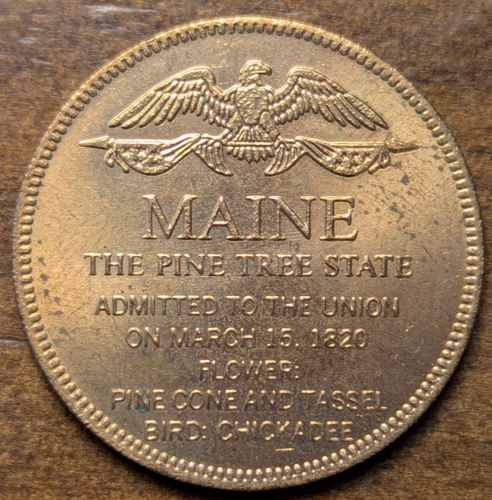 MAINE
THE PINE TREE STATE
ADMITTED TO THE UNION
ON MARCH 15, 1820
FLOWER:
PINE CONE AND TASSEL
BIRD: CHICKADEE